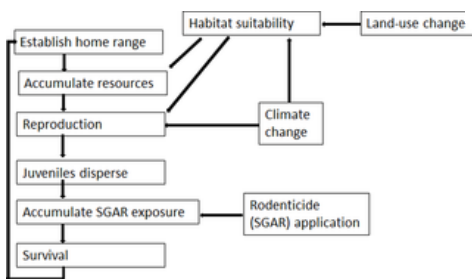 Habitat suitability
Land-use change
Establish home range
Accumulate resources
Reproduction
Climate
change
Juveniles disperse
Accumulate SGAR exposure
Rodenticide
(SGAR) application
Survival